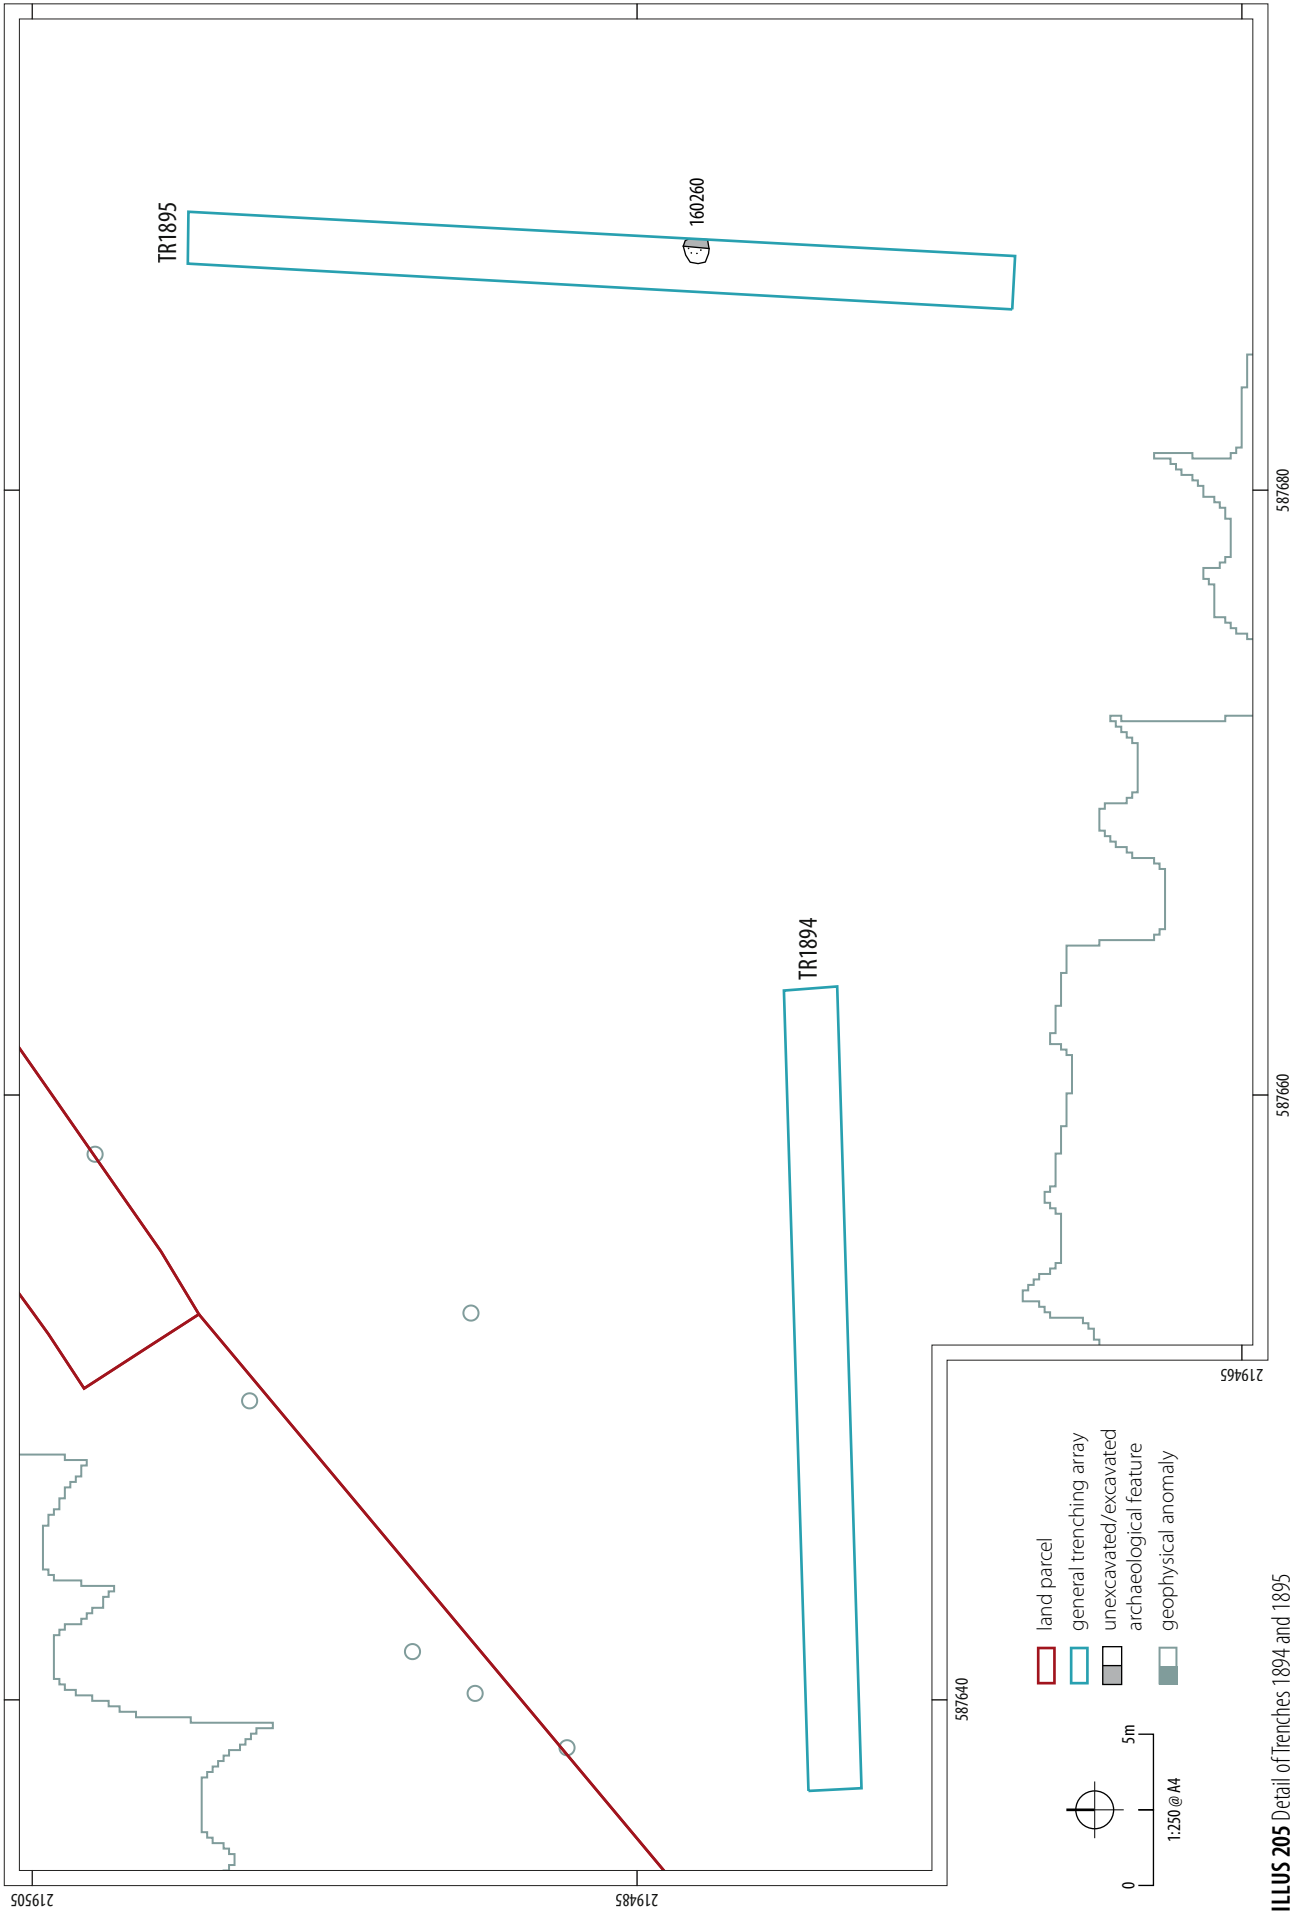 TR1895
160260
TR1894
219505
219485
219465
587680
587660
587640
land parcel
general trenching array
unexcavated/excavated
archaeological feature
geophysical anomaly
0
5m
1:250 @ A4
ILLUS 205 Detail of Trenches 1894 and 1895